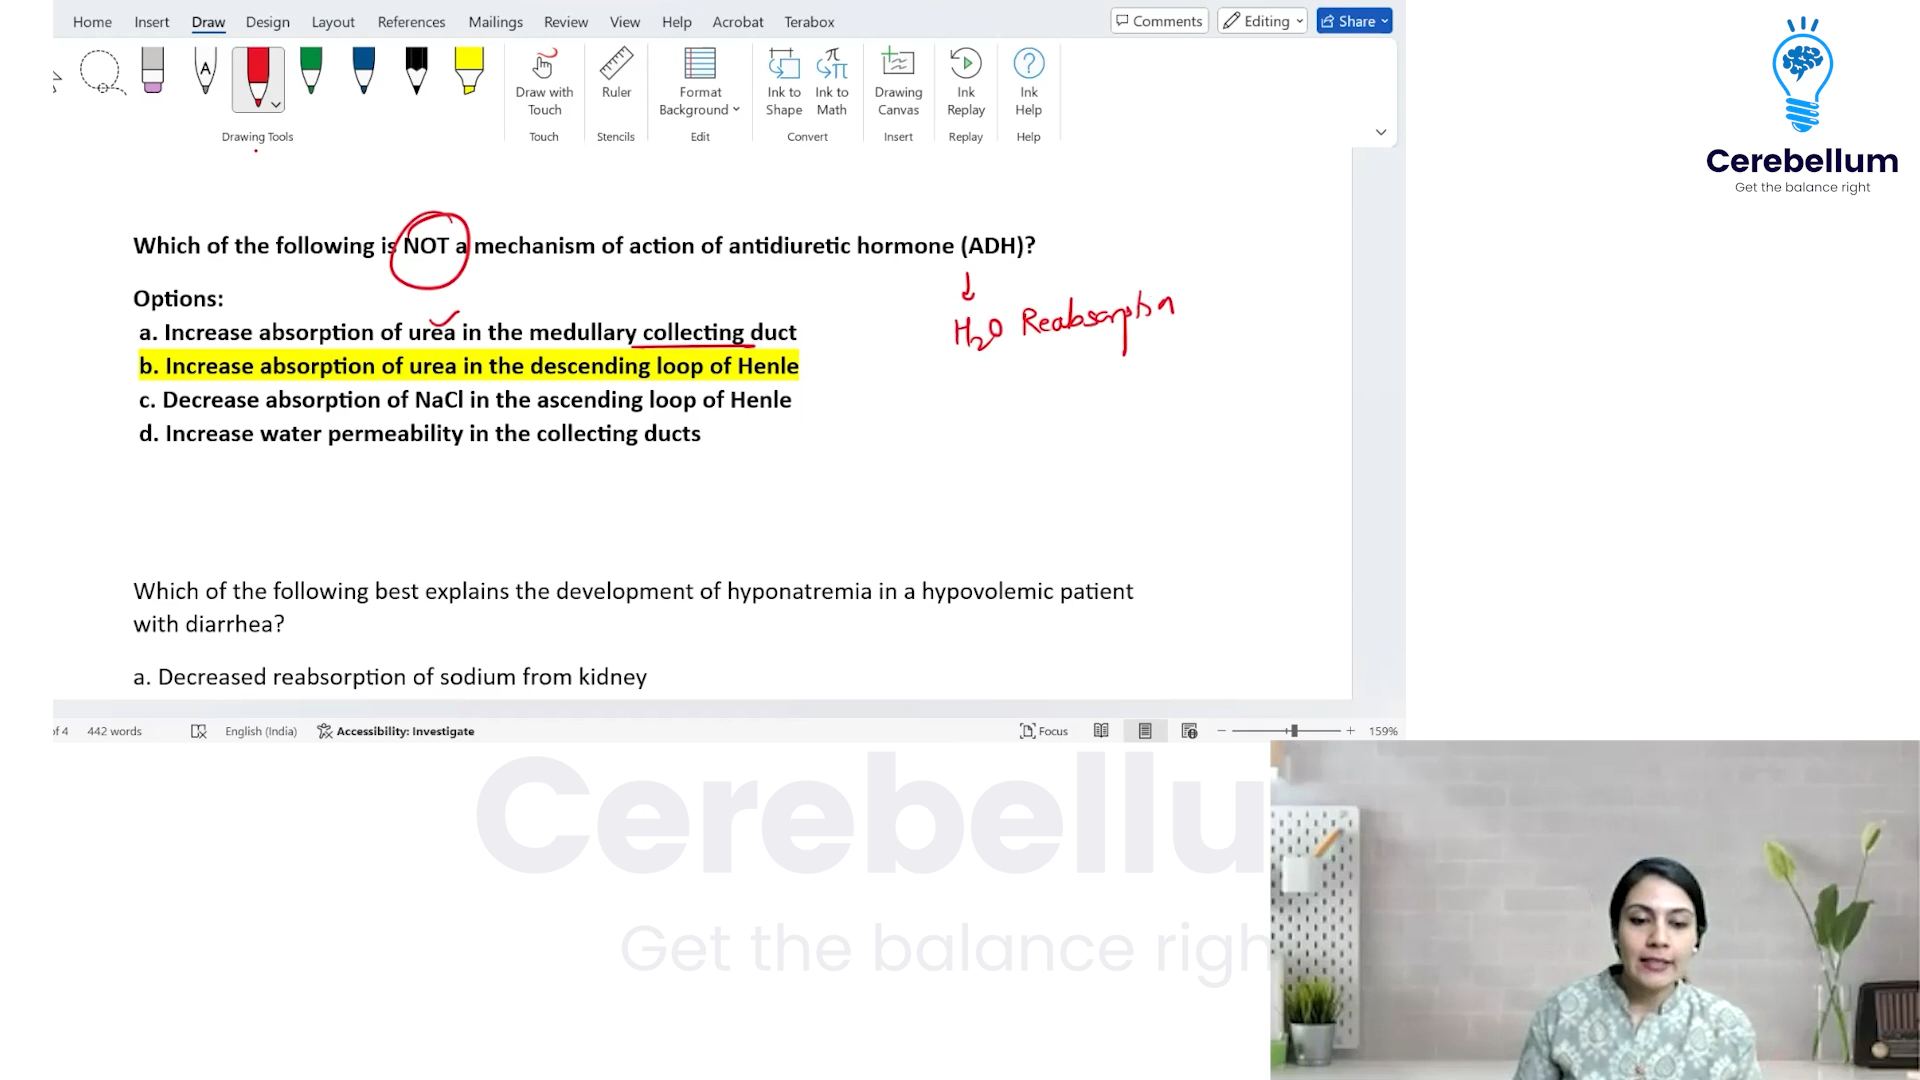 Home Insert Draw Design Layout References Mailings Review View Help Acrobat Terabox Comments Editing Share
A
Draw with Touch
Ruler
Format Background
Ink to Shape
Ink to Math
Drawing Canvas
Ink Replay
Ink Help
Drawing Tools Touch Stencils Edit Convert Insert Replay Help
Cerebellum
Get the balance right
Which of the following is NOT a mechanism of action of antidiuretic hormone (ADH)?
↓
H2O Reabsorption
Options:
a. Increase absorption of urea in the medullary collecting duct
b. Increase absorption of urea in the descending loop of Henle
c. Decrease absorption of NaCl in the ascending loop of Henle
d. Increase water permeability in the collecting ducts
Which of the following best explains the development of hyponatremia in a hypovolemic patient
with diarrhea?
a. Decreased reabsorption of sodium from kidney
of 4 442 words English (India) Accessibility: Investigate Focus 159%
Cerebellu
Get the balance righ